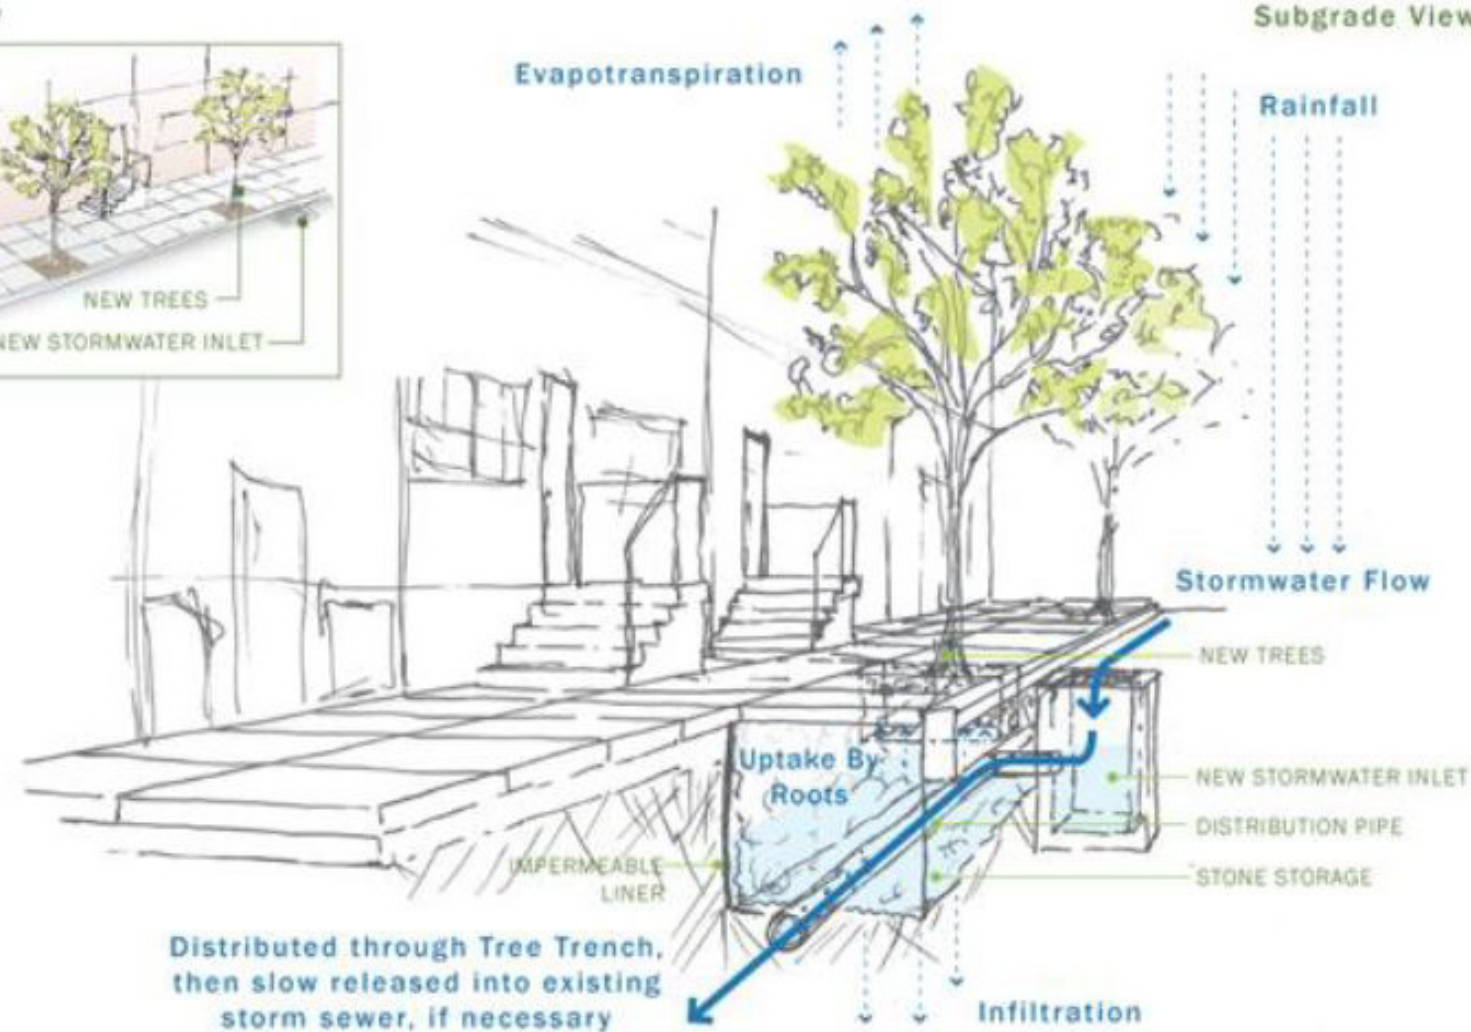 Subgrade View
Evapotranspiration
Rainfall
NEW TREES
NEW STORMWATER INLET
Stormwater Flow
NEW TREES
Uptake By
Roots
NEW STORMWATER INLET
DISTRIBUTION PIPE
IMPERMEABLE
LINER
STONE STORAGE
Distributed through Tree Trench,
then slow released into existing
storm sewer, if necessary
Infiltration